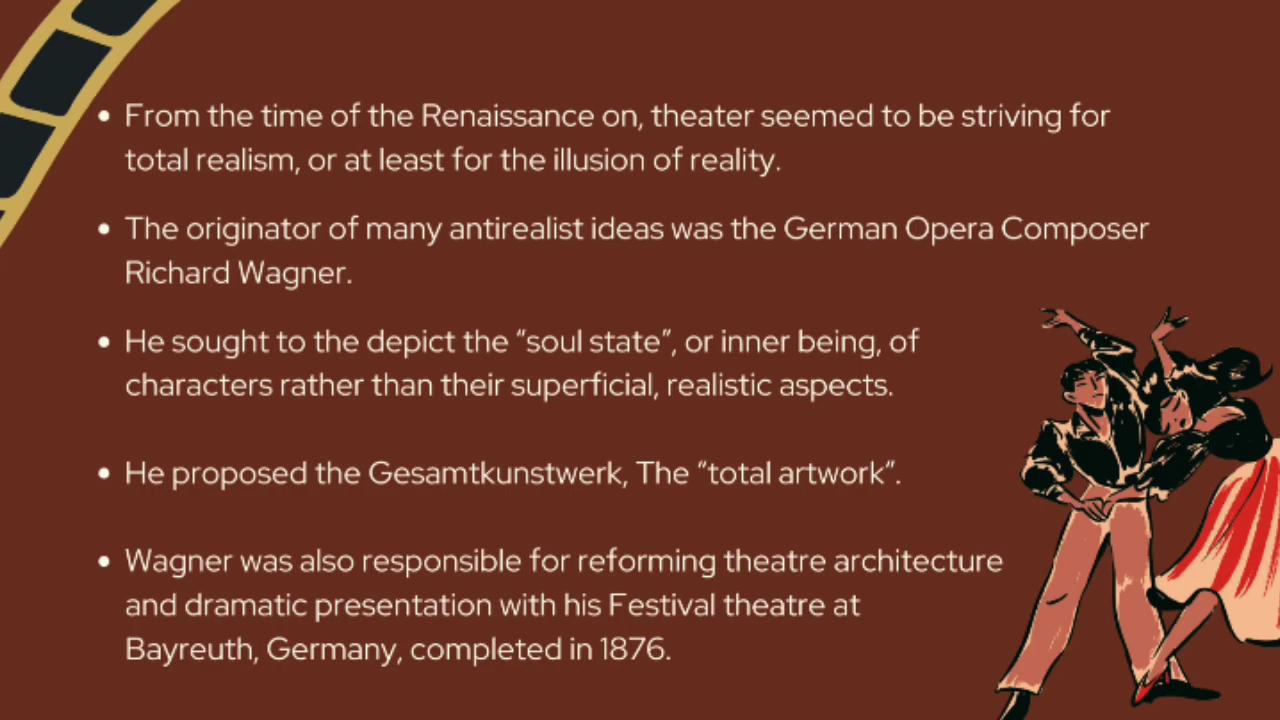 • From the time of the Renaissance on, theater seemed to be striving for
total realism, or at least for the illusion of reality.
• The originator of many antirealist ideas was the German Opera Composer
Richard Wagner.
• He sought to the depict the “soul state”, or inner being, of
characters rather than their superficial, realistic aspects.
• He proposed the Gesamtkunstwerk, The “total artwork”.
• Wagner was also responsible for reforming theatre architecture
and dramatic presentation with his Festival theatre at
Bayreuth, Germany, completed in 1876.